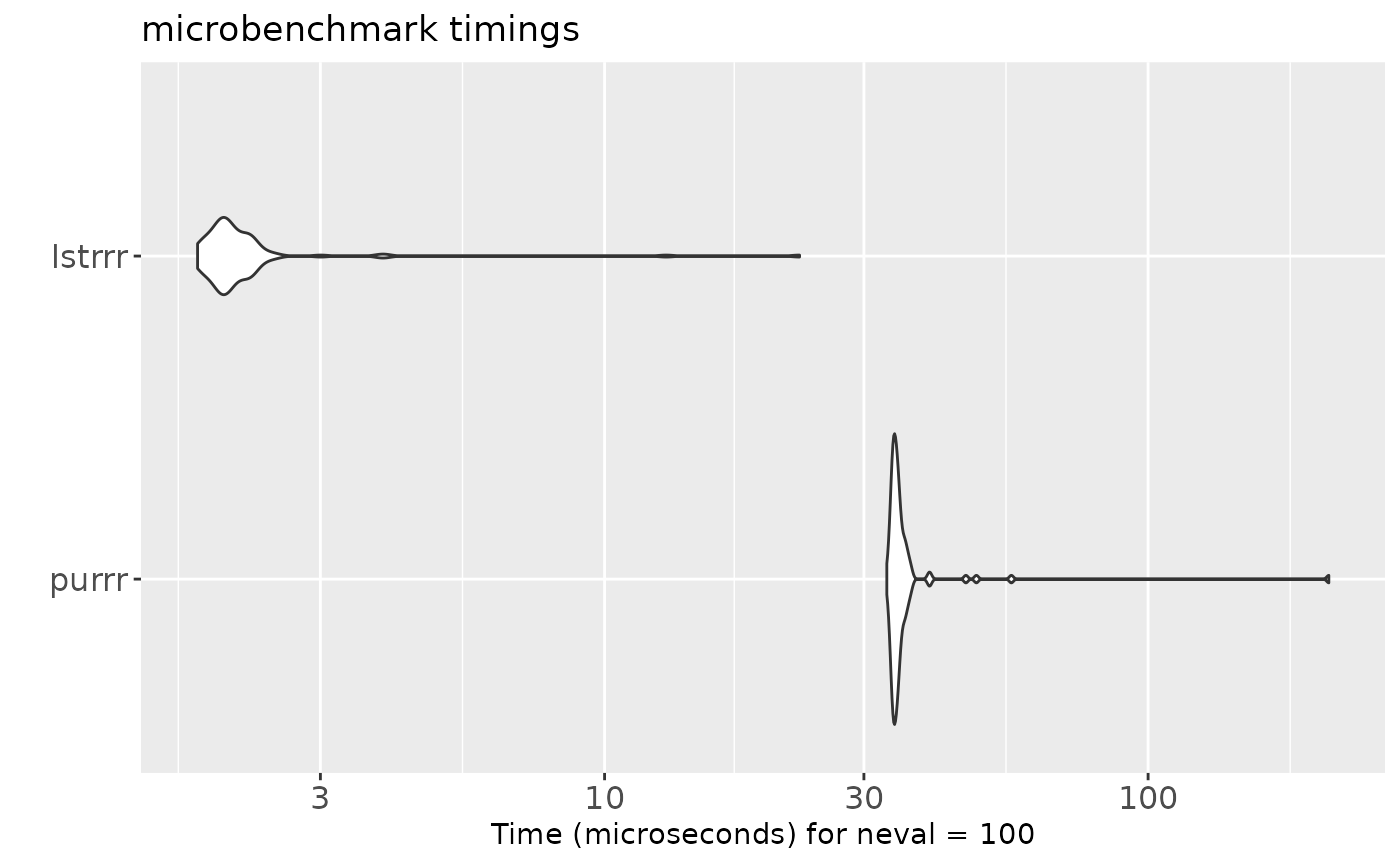 microbenchmark timings
lstrrr
purrr
3 10 30 100
Time (microseconds) for neval = 100